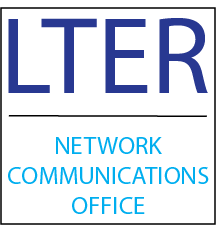 LTER
NETWORK
COMMUNICATIONS
OFFICE